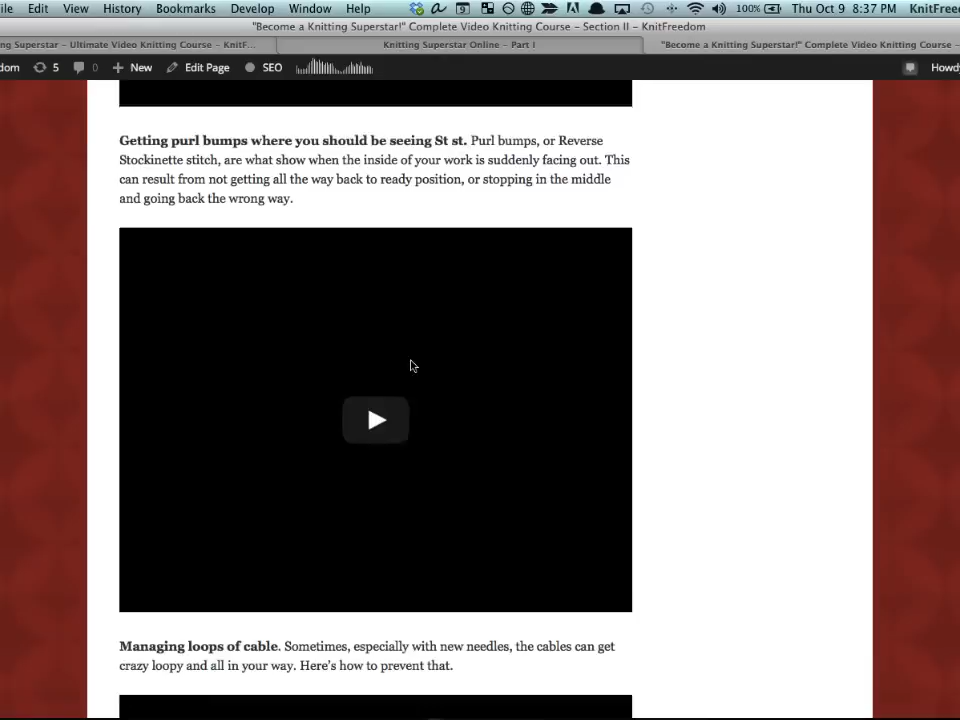 ile Edit View History Bookmarks Develop Window Help 9 100% Thu Oct 9 8:37 PM KnitFree
"Become a Knitting Superstar!" Complete Video Knitting Course – Section II – KnitFreedom
ng Superstar – Ultimate Video Knitting Course – KnitF... Knitting Superstar Online – Part I "Become a Knitting Superstar!" Complete Video Knitting Course –
dom 5 0 New Edit Page SEO Howdy
Getting purl bumps where you should be seeing St st. Purl bumps, or Reverse
Stockinette stitch, are what show when the inside of your work is suddenly facing out. This
can result from not getting all the way back to ready position, or stopping in the middle
and going back the wrong way.
Managing loops of cable. Sometimes, especially with new needles, the cables can get
crazy loopy and all in your way. Here's how to prevent that.